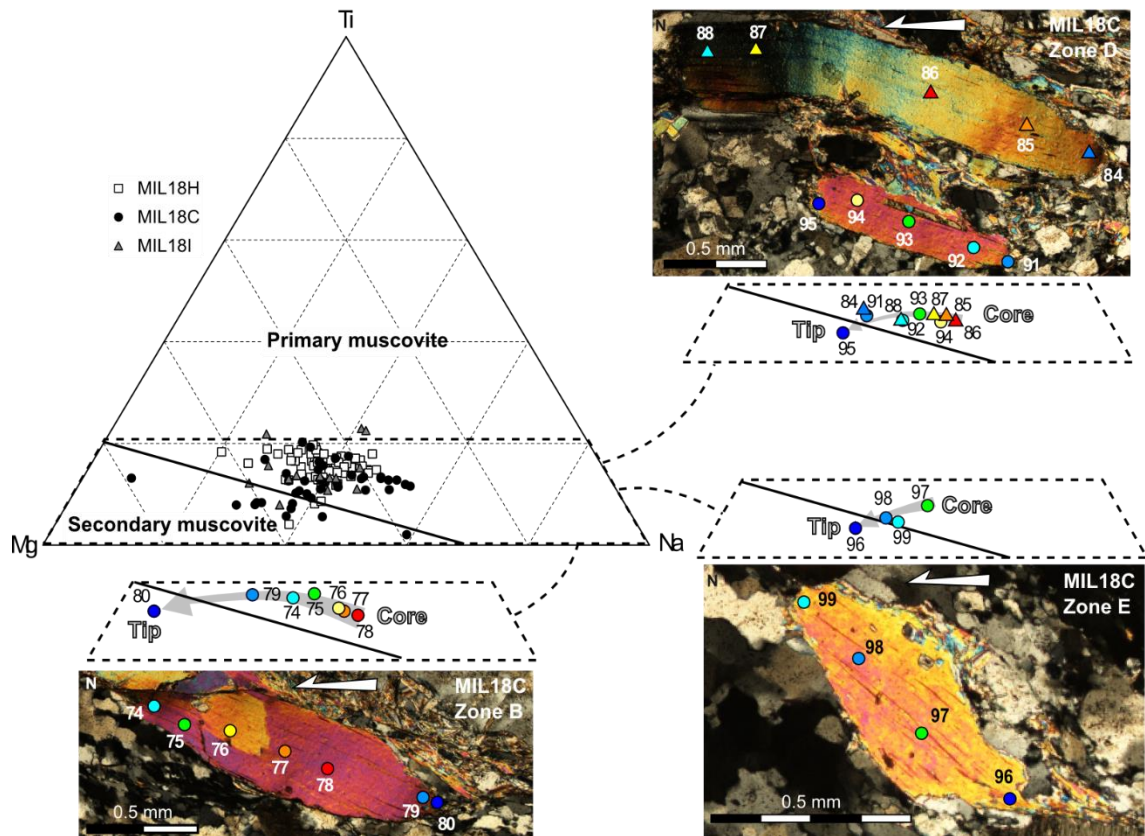 Ti
MIL18H
MIL18C
MIL18I
Primary muscovite
Secondary muscovite
Mg
Na
N
MIL18C
Zone D
88
87
86
85
84
95
94
93
92
91
0.5 mm
84
91
88
93
87
85
92
94
86
95
Tip
Core
98
97
96
99
Tip
Core
80
79
74
75
76
77
78
Tip
Core
N
MIL18C
Zone B
74
75
76
77
78
79
80
0.5 mm
N
MIL18C
Zone E
99
98
97
96
0.5 mm